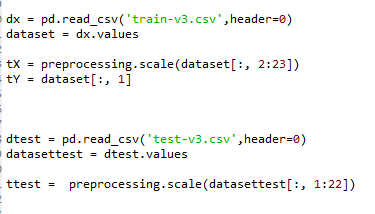 dx = pd.read_csv('train-v3.csv',header=0)
dataset = dx.values
tX = preprocessing.scale(dataset[:, 2:23])
tY = dataset[:, 1]
dtest = pd.read_csv('test-v3.csv',header=0)
datasettest = dtest.values
ttest =  preprocessing.scale(datasettest[:, 1:22])